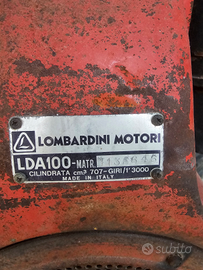 LOMBARDINI MOTORI
LDA100-MATR.
CILINDRATA cm³ 707-GIRI/1' 3000
MADE IN ITALY
subito